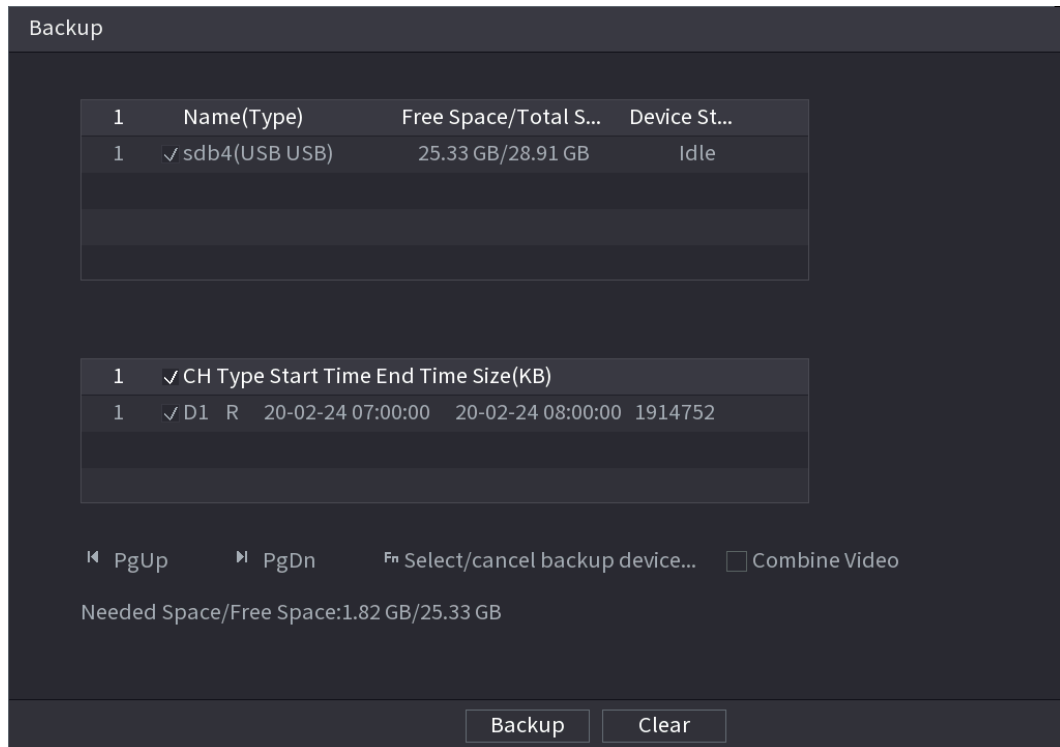 Backup
1 Name(Type) Free Space/Total S... Device St...
1 sdb4(USB USB) 25.33 GB/28.91 GB Idle
1 CH Type Start Time End Time Size(KB)
1 D1 R 20-02-24 07:00:00 20-02-24 08:00:00 1914752
PgUp PgDn Fn Select/cancel backup device... Combine Video
Needed Space/Free Space:1.82 GB/25.33 GB
Backup Clear